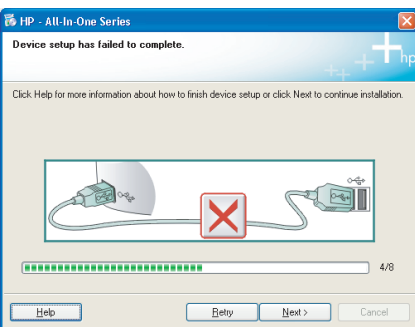 HP - All-In-One Series
Device setup has failed to complete.
hp
Click Help for more information about how to finish device setup or click Next to continue installation.
4/8
Help
Retry
Next >
Cancel